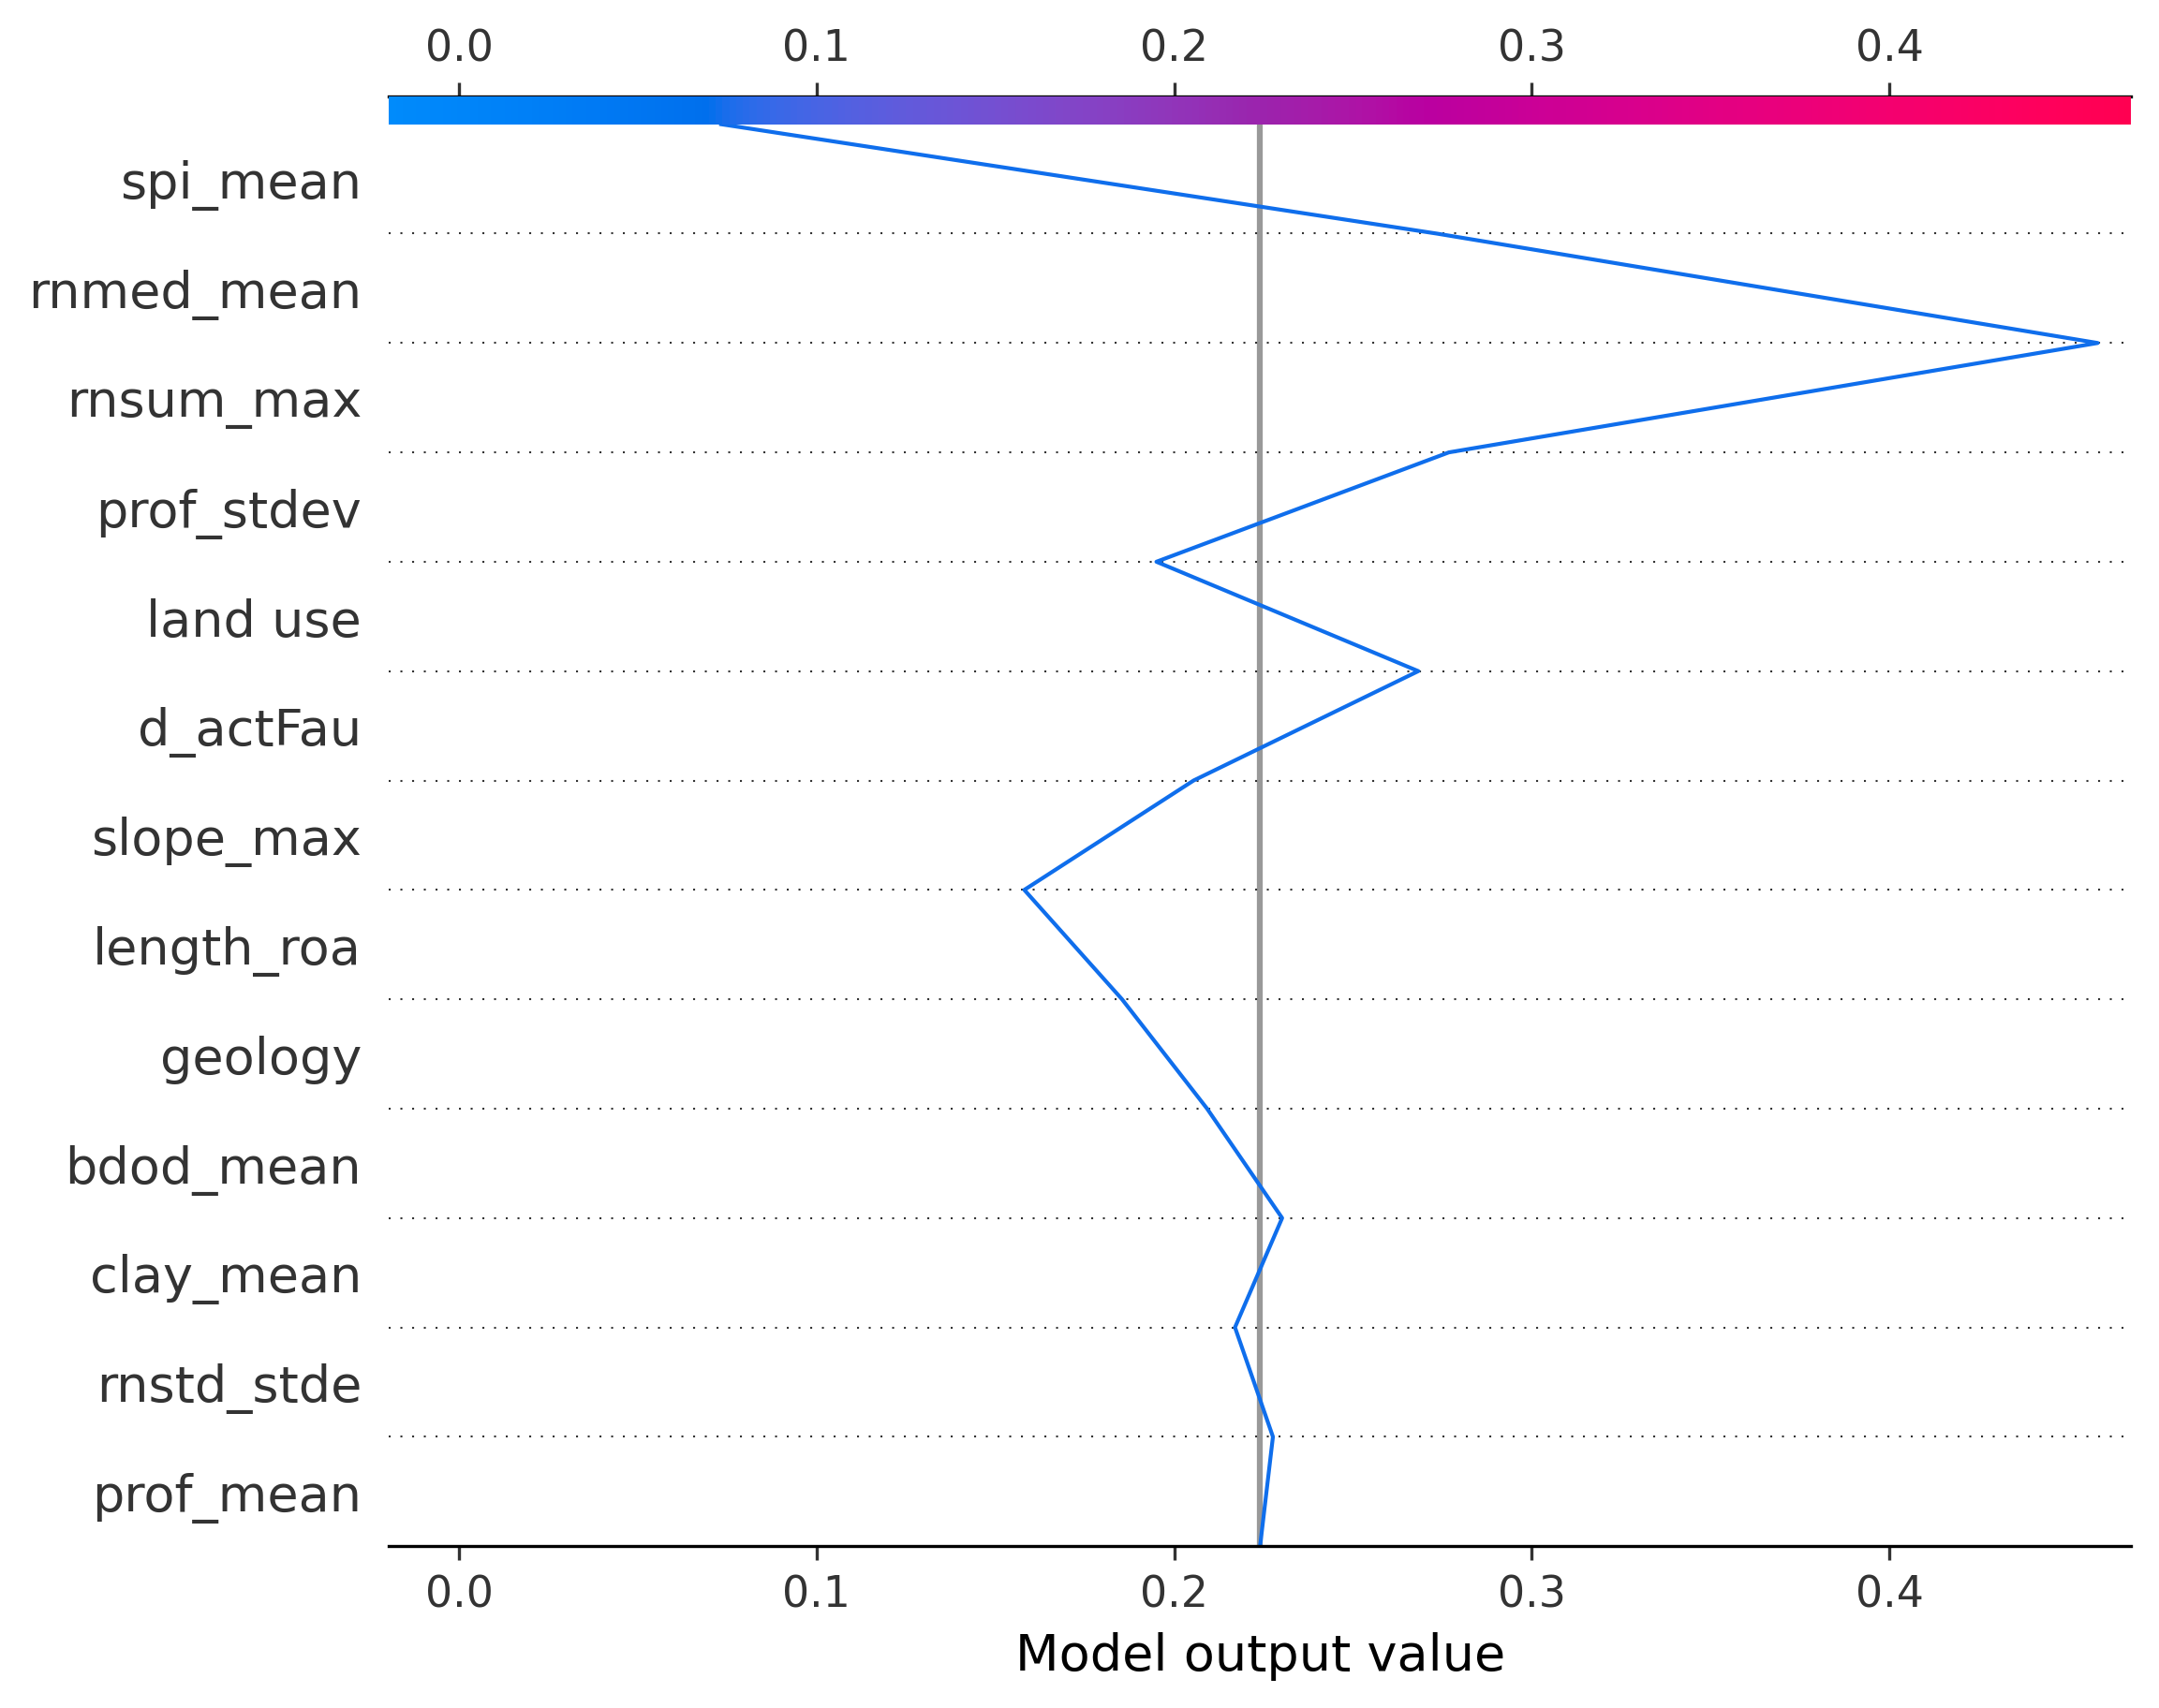 0.0 0.1 0.2 0.3 0.4
spi_mean
rnmed_mean
rnsum_max
prof_stdev
land use
d_actFau
slope_max
length_roa
geology
bdod_mean
clay_mean
rnstd_stde
prof_mean
0.0 0.1 0.2 0.3 0.4
Model output value